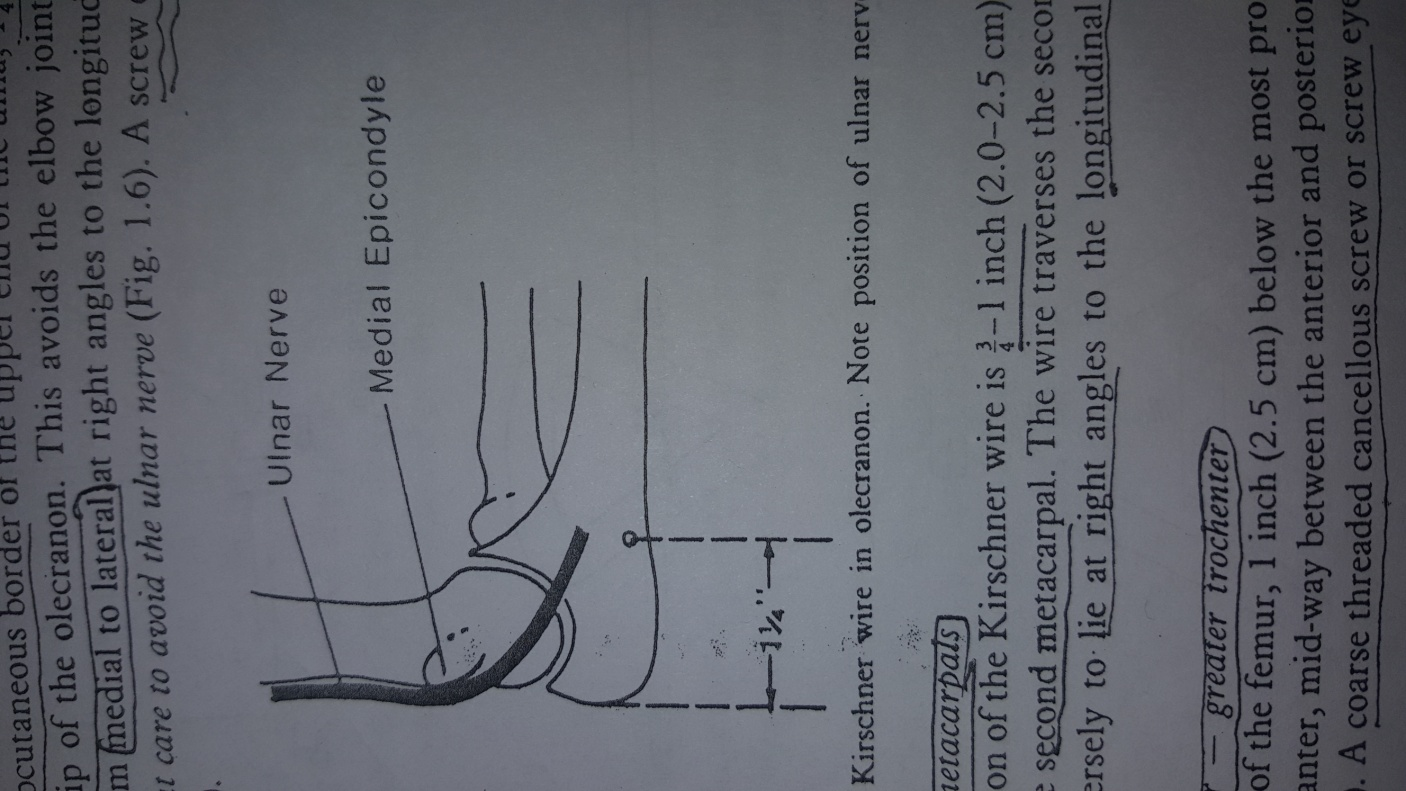 of the upper end of the
ocutaneous border
ip of the olecranon. This avoids the elbow joint
m medial to lateral at right angles to the longitud
t care to avoid the ulnar nerve (Fig. 1.6). A screw
).
Ulnar Nerve
Medial Epicondyle
1¼"
Kirschner wire in olecranon. Note position of ulnar nerv
netacarpals
on of the Kirschner wire is ¾–1 inch (2.0–2.5 cm)
e second metacarpal. The wire traverses the secon
ersely to lie at right angles to the longitudinal
r – greater trochenter
of the femur, 1 inch (2.5 cm) below the most pro
anter, mid-way between the anterior and posterior
). A coarse threaded cancellous screw or screw eye